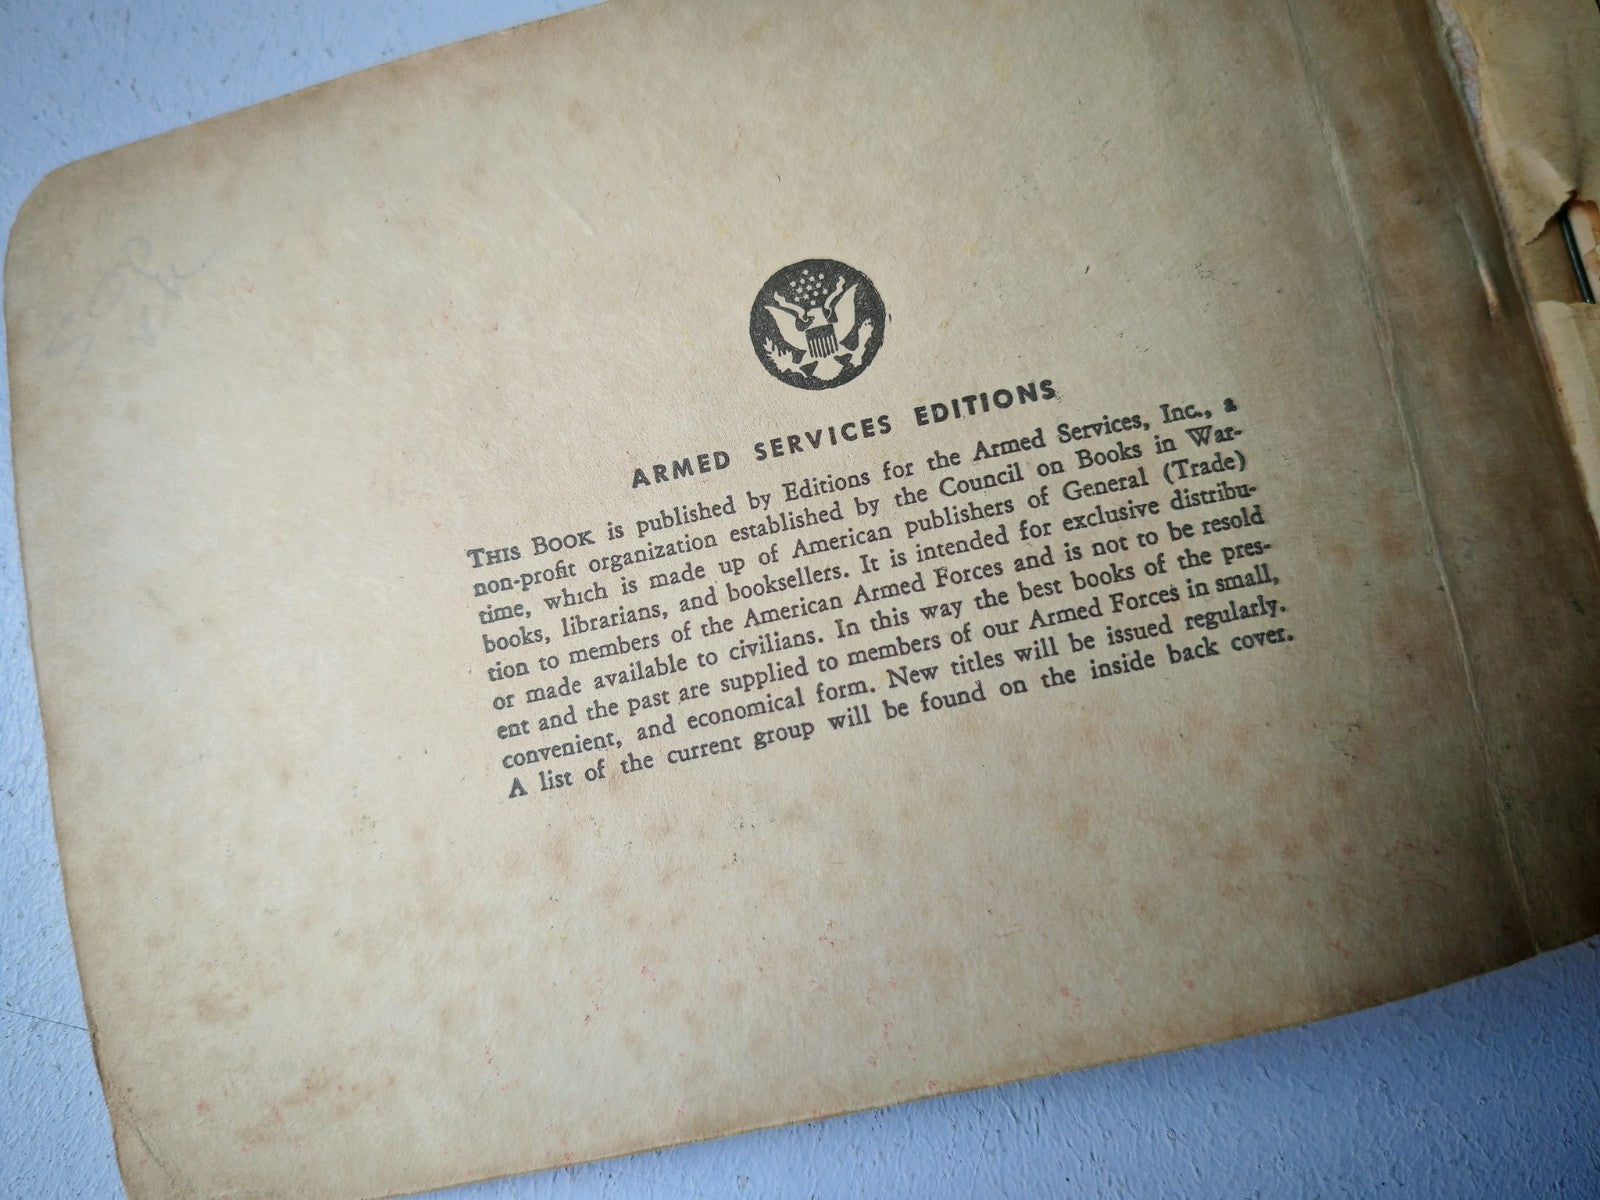 ARMED SERVICES EDITIONS
THIS BOOK is published by Editions for the Armed Services, Inc., a
non-profit organization established by the Council on Books in War-
time, which is made up of American publishers of General (Trade)
books, librarians, and booksellers. It is intended for exclusive distribu-
tion to members of the American Armed Forces and is not to be resold
or made available to civilians. In this way the best books of the pres-
ent and the past are supplied to members of our Armed Forces in small,
convenient, and economical form. New titles will be issued regularly.
A list of the current group will be found on the inside back cover.